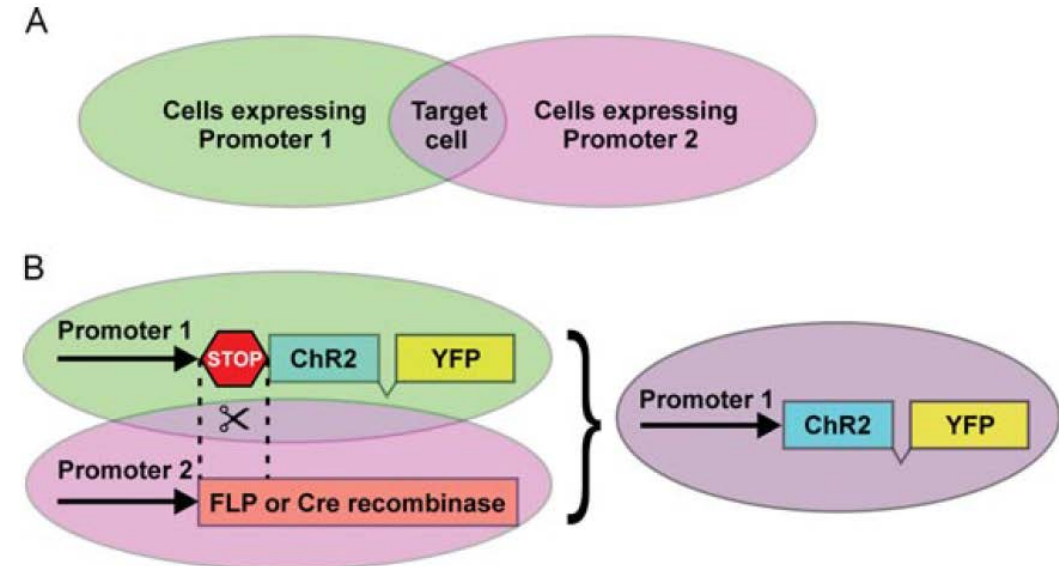 A
Cells expressing
Promoter 1
Target
cell
Cells expressing
Promoter 2
B
Promoter 1
STOP
ChR2
YFP
Promoter 2
FLP or Cre recombinase
Promoter 1
ChR2
YFP